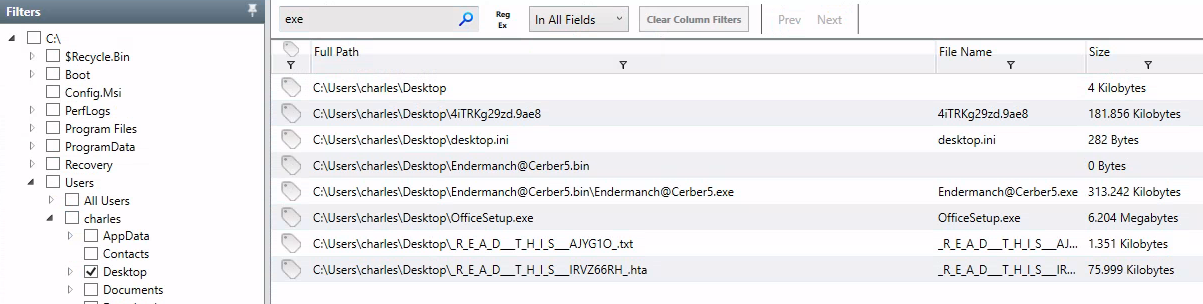 Filters
C:\
$Recycle.Bin
Boot
Config.Msi
PerfLogs
Program Files
ProgramData
Recovery
Users
All Users
charles
AppData
Contacts
Desktop
Documents
exe
Reg
Ex
In All Fields
Clear Column Filters
Prev Next
Full Path File Name Size
C:\Users\charles\Desktop 4 Kilobytes
C:\Users\charles\Desktop\4iTRKg29zd.9ae8 4iTRKg29zd.9ae8 181.856 Kilobytes
C:\Users\charles\Desktop\desktop.ini desktop.ini 282 Bytes
C:\Users\charles\Desktop\Endermanch@Cerber5.bin 0 Bytes
C:\Users\charles\Desktop\Endermanch@Cerber5.bin\Endermanch@Cerber5.exe Endermanch@Cerber5.exe 313.242 Kilobytes
C:\Users\charles\Desktop\OfficeSetup.exe OfficeSetup.exe 6.204 Megabytes
C:\Users\charles\Desktop\_R_E_A_D___T_H_I_S___AJYG1O_.txt _R_E_A_D___T_H_I_S___AJ... 1.351 Kilobytes
C:\Users\charles\Desktop\_R_E_A_D___T_H_I_S___IRVZ66RH_.hta _R_E_A_D___T_H_I_S___IR... 75.999 Kilobytes